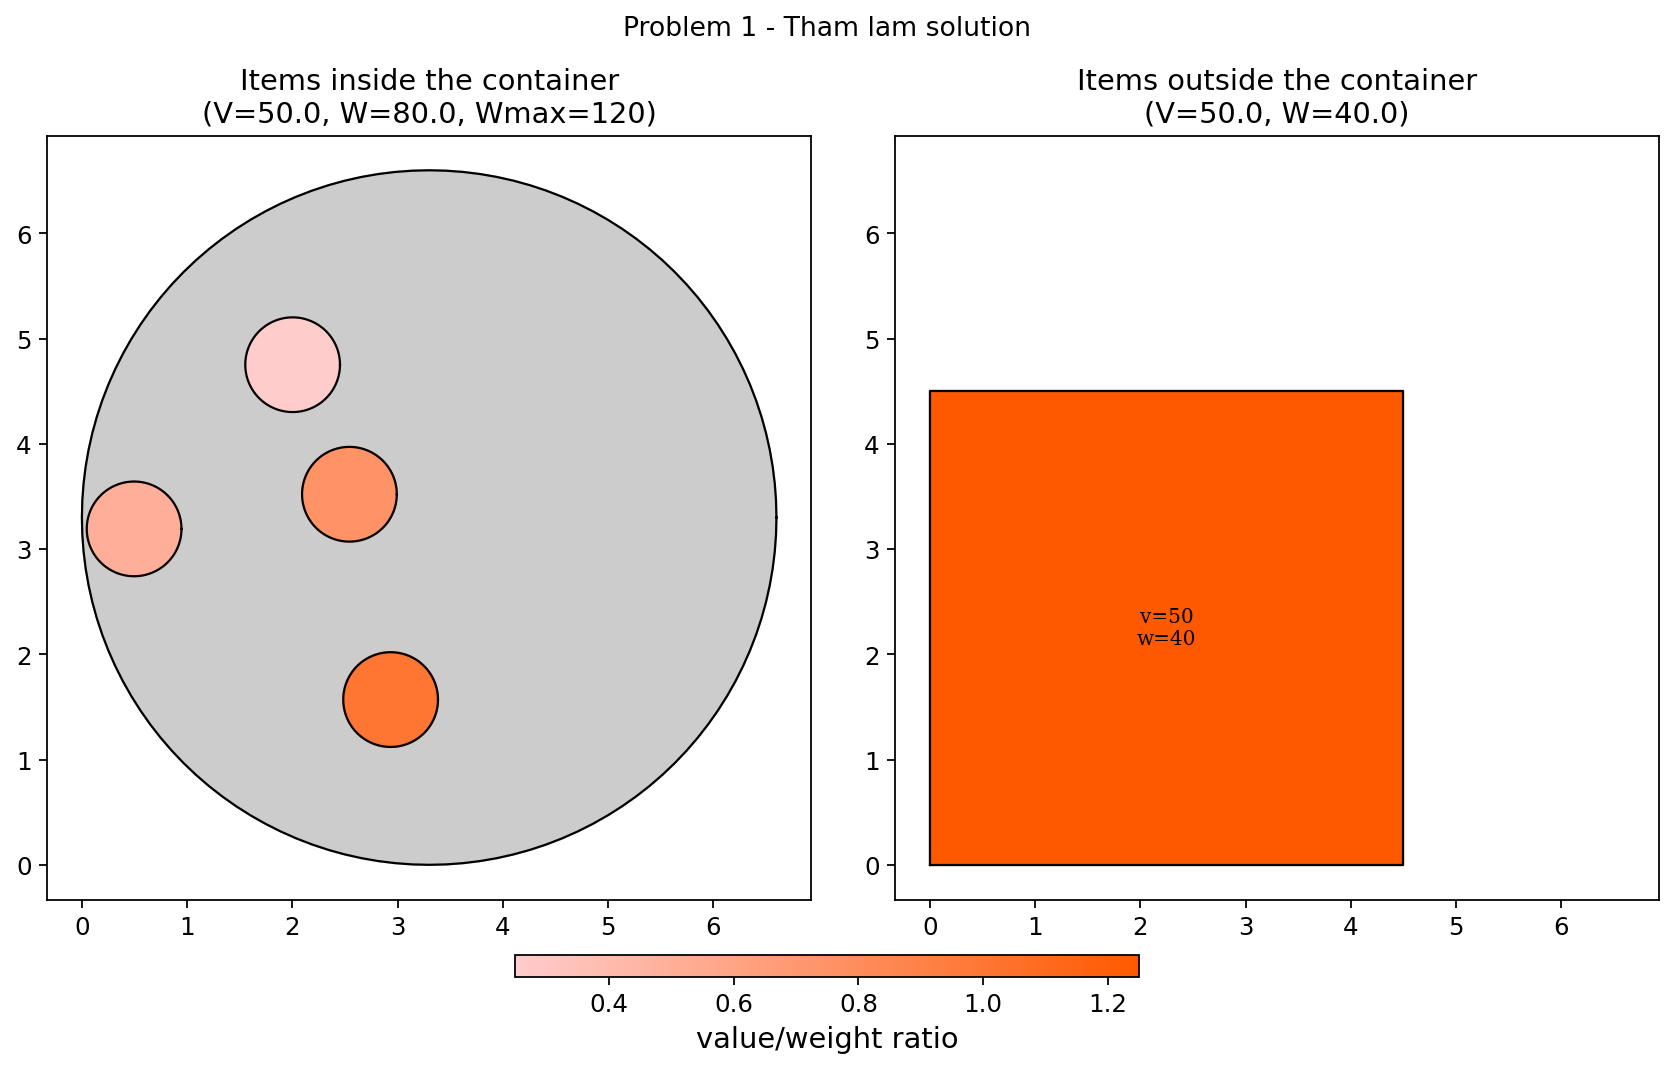 Problem 1 - Tham lam solution
Items inside the container
(V=50.0, W=80.0, Wmax=120)
6
5
4
3
2
1
0
0 1 2 3 4 5 6
Items outside the container
(V=50.0, W=40.0)
6
5
4
3
2
1
0
v=50
w=40
0 1 2 3 4 5 6
0.4 0.6 0.8 1.0 1.2
value/weight ratio